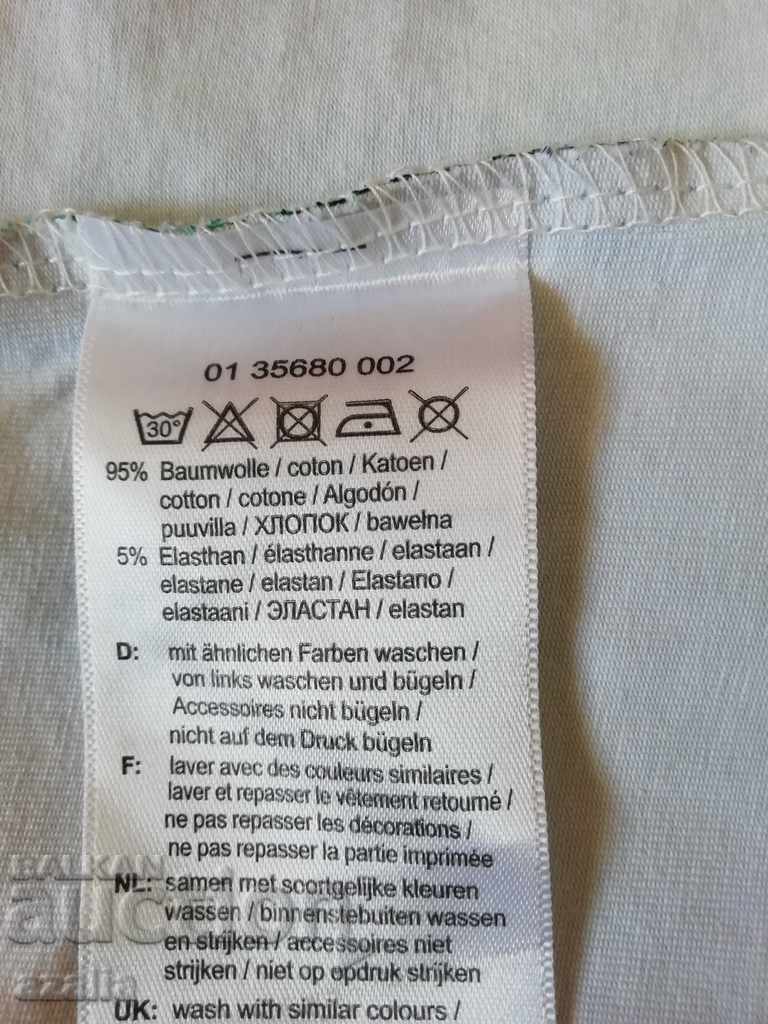 01 35680 002
30°
95% Baumwolle / coton / Katoen /
cotton / cotone / Algodón /
puuvilla / ХЛОПОК / bawełna
5% Elasthan / élasthanne / elastaan /
elastane / elastan / Elastano /
elastaani / ЭЛАСТАН / elastan
D: mit ähnlichen Farben waschen /
von links waschen und bügeln /
Accessoires nicht bügeln /
nicht auf dem Druck bügeln
F: laver avec des couleurs similaires /
laver et repasser le vêtement retourné /
ne pas repasser les décorations /
ne pas repasser la partie imprimée
NL: samen met soortgelijke kleuren
wassen / binnenstebuiten wassen
en strijken / accessoires niet
strijken / niet op opdruk strijken
UK: wash with similar colours /
BALKAN
auction
azalia